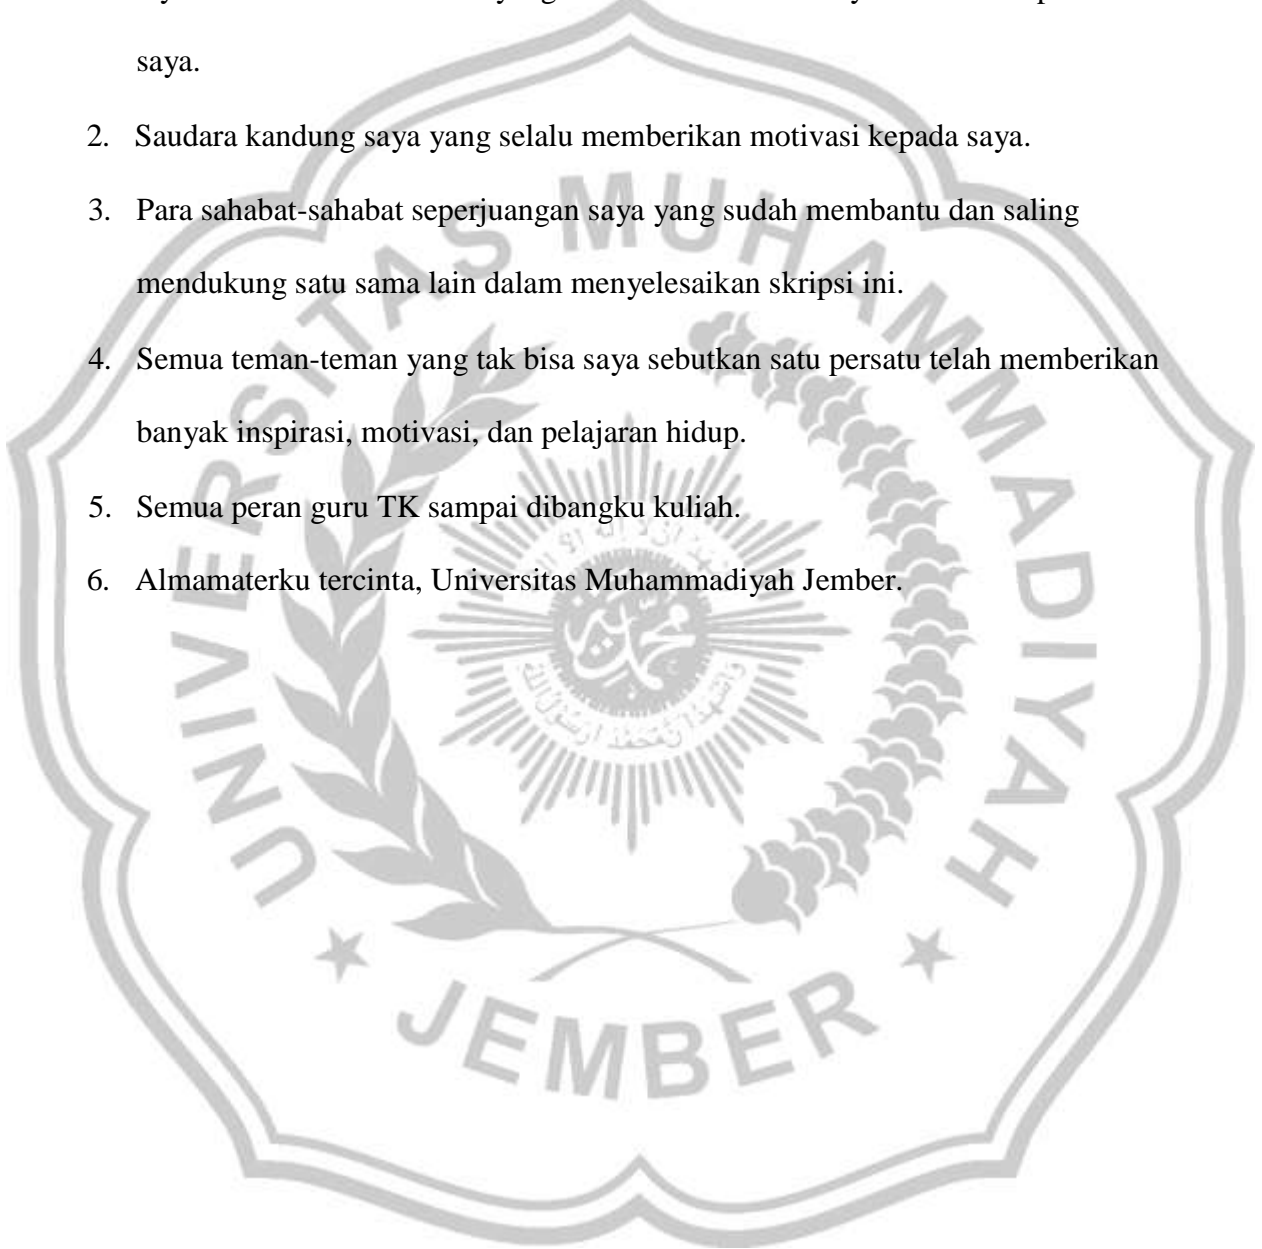 saya.
2. Saudara kandung saya yang selalu memberikan motivasi kepada saya.
3. Para sahabat-sahabat seperjuangan saya yang sudah membantu dan saling
mendukung satu sama lain dalam menyelesaikan skripsi ini.
4. Semua teman-teman yang tak bisa saya sebutkan satu persatu telah memberikan
banyak inspirasi, motivasi, dan pelajaran hidup.
5. Semua peran guru TK sampai dibangku kuliah.
6. Almamaterku tercinta, Universitas Muhammadiyah Jember.
UNIVERSITAS MUHAMMADIYAH
JEMBER